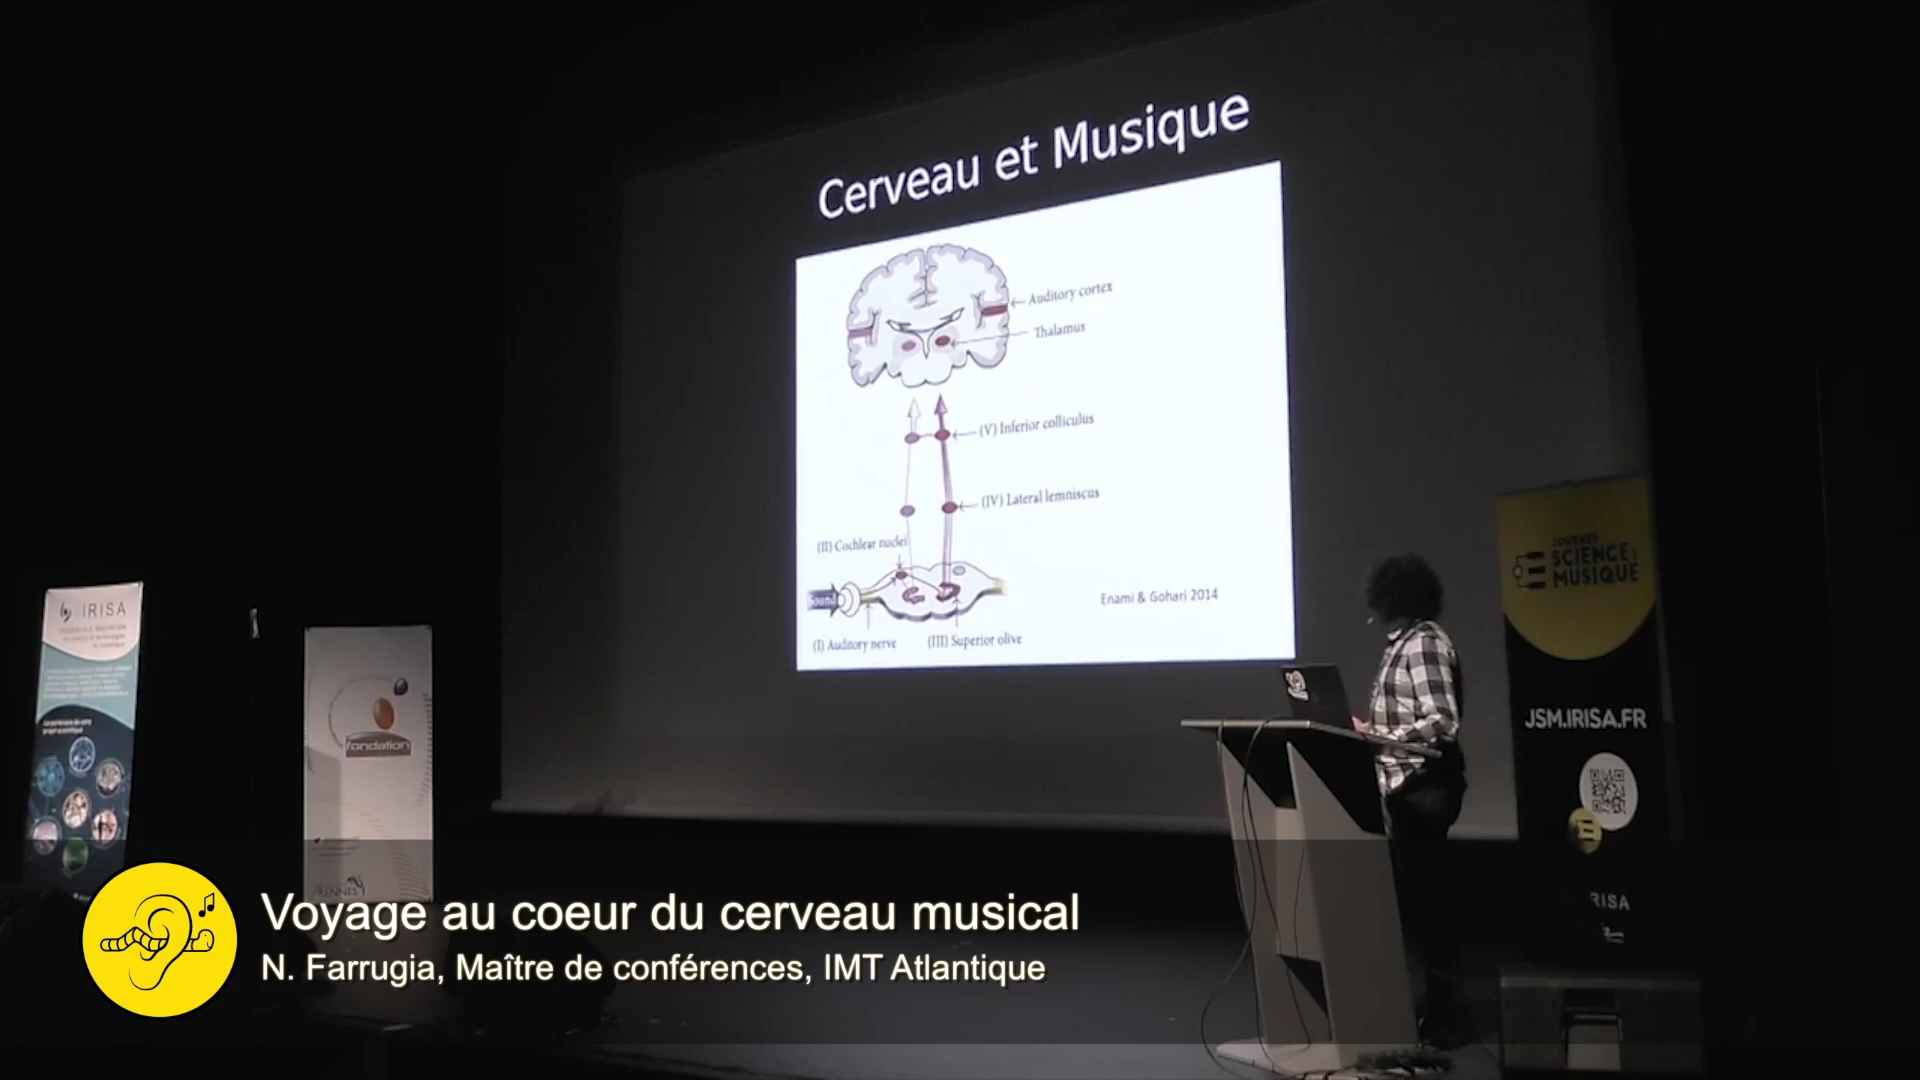 Cerveau et Musique
Auditory cortex
Thalamus
(V) Inferior colliculus
(IV) Lateral lemniscus
(II) Cochlear nuclei
Sound
Enami & Gohari 2014
(I) Auditory nerve
(III) Superior olive
IRISA
fondation
RENNES
JOURNÉE
SCIENCE &
MUSIQUE
JSM.IRISA.FR
IRISA
Voyage au coeur du cerveau musical
N. Farrugia, Maître de conférences, IMT Atlantique